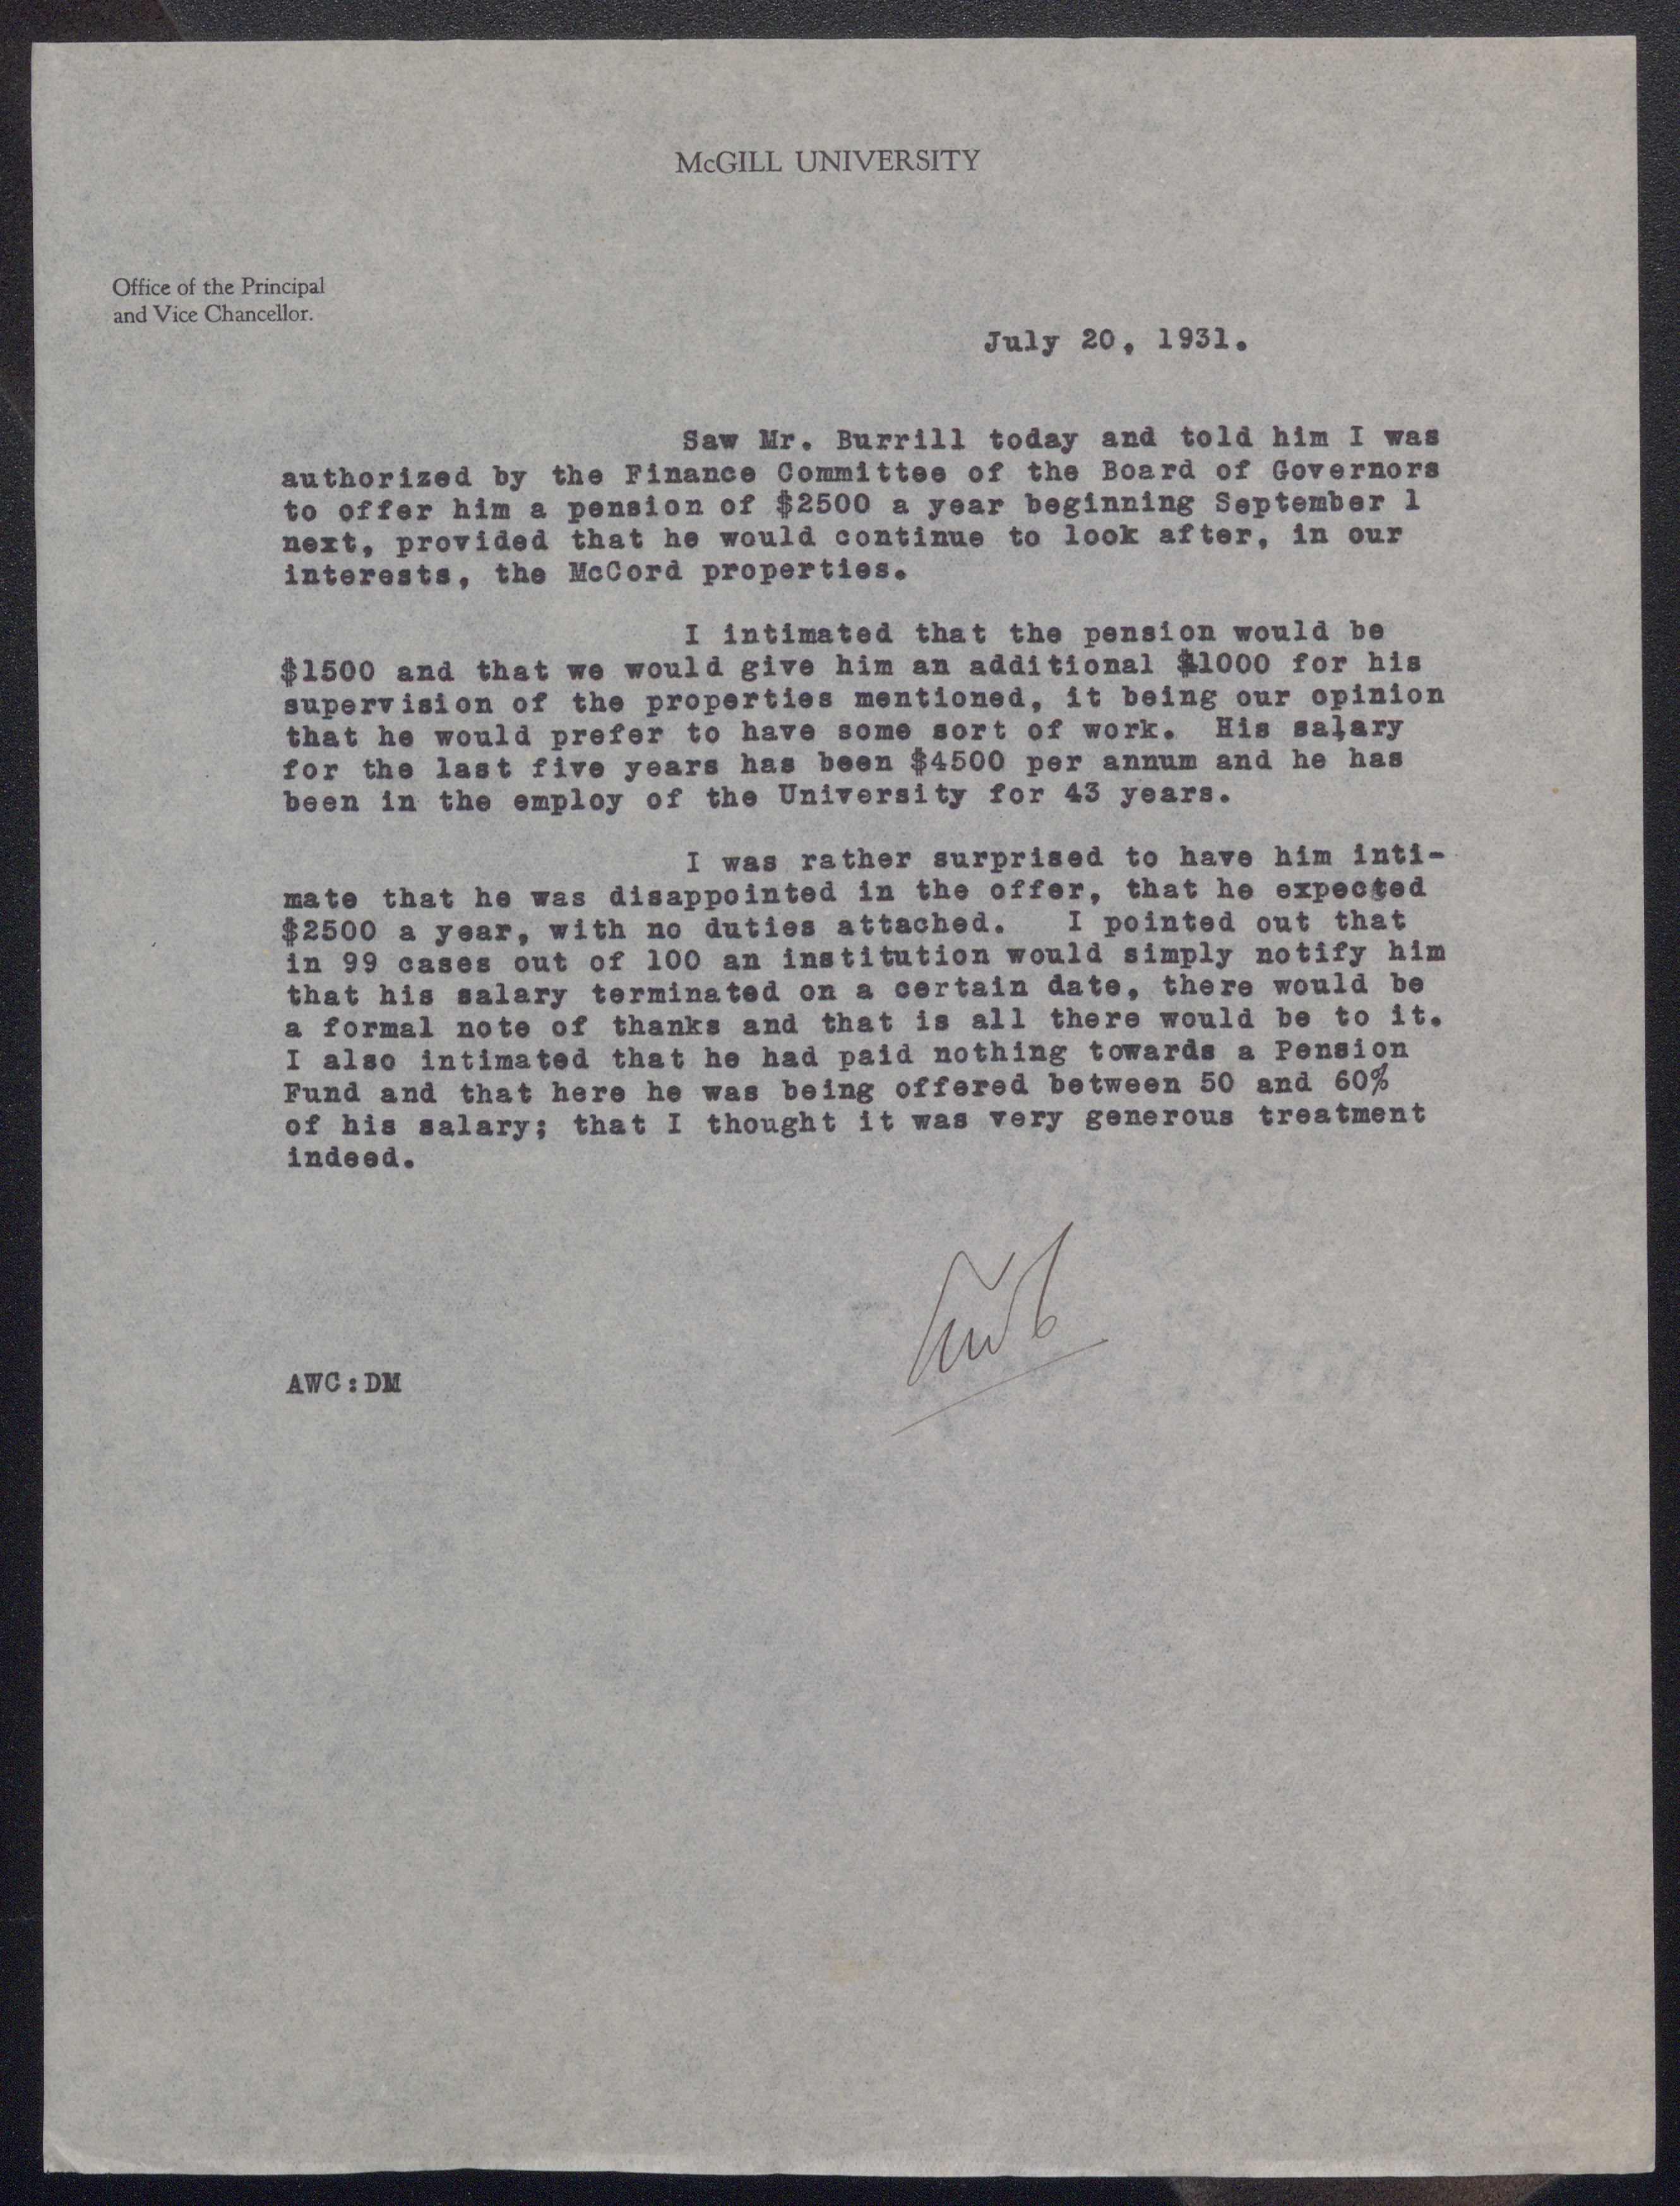 McGILL UNIVERSITY
Office of the Principal
and Vice Chancellor.
July 20, 1931.
Saw Mr. Burrill today and told him I was
authorized by the Finance Committee of the Board of Governors
to offer him a pension of $2500 a year beginning September 1
next, provided that he would continue to look after, in our
interests, the McCord properties.
I intimated that the pension would be
$1500 and that we would give him an additional $1000 for his
supervision of the properties mentioned, it being our opinion
that he would prefer to have some sort of work. His salary
for the last five years has been $4500 per annum and he has
been in the employ of the University for 43 years.
I was rather surprised to have him inti-
mate that he was disappointed in the offer, that he expected
$2500 a year, with no duties attached. I pointed out that
in 99 cases out of 100 an institution would simply notify him
that his salary terminated on a certain date, there would be
a formal note of thanks and that is all there would be to it.
I also intimated that he had paid nothing towards a Pension
Fund and that here he was being offered between 50 and 60%
of his salary; that I thought it was very generous treatment
indeed.
AWC:DM